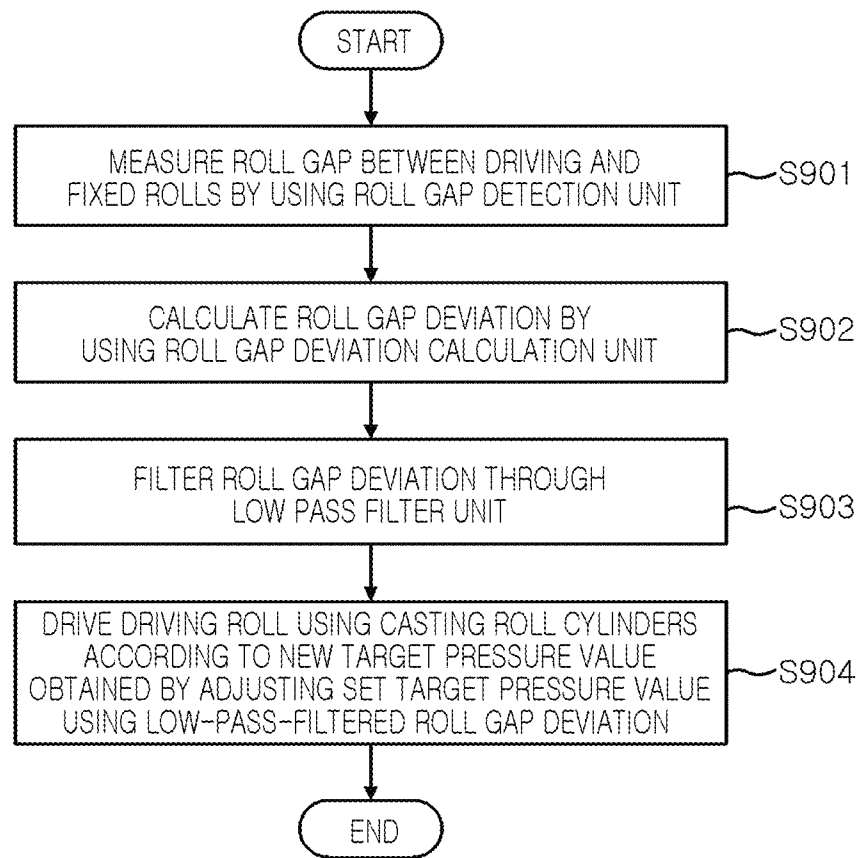 START
MEASURE ROLL GAP BETWEEN DRIVING AND
FIXED ROLLS BY USING ROLL GAP DETECTION UNIT
S901
CALCULATE ROLL GAP DEVIATION BY
USING ROLL GAP DEVIATION CALCULATION UNIT
S902
FILTER ROLL GAP DEVIATION THROUGH
LOW PASS FILTER UNIT
S903
DRIVE DRIVING ROLL USING CASTING ROLL CYLINDERS
ACCORDING TO NEW TARGET PRESSURE VALUE
OBTAINED BY ADJUSTING SET TARGET PRESSURE VALUE
USING LOW-PASS-FILTERED ROLL GAP DEVIATION
S904
END